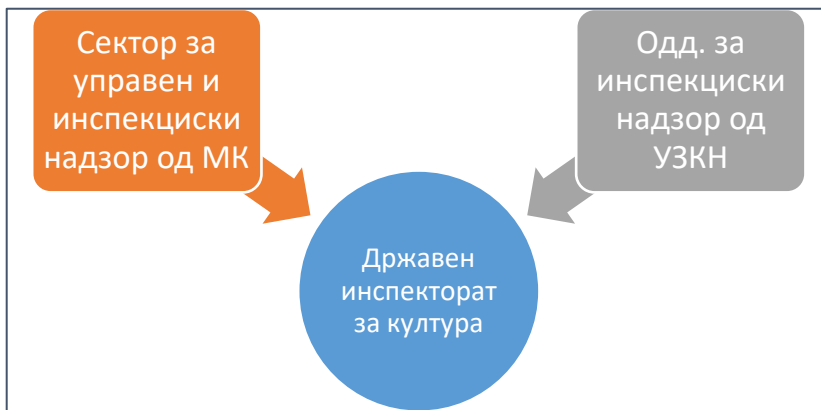 Сектор за
управен и
инспекциски
надзор од МК
Одд. за
инспекциски
надзор од
УЗКН
Државен
инспекторат
за култура